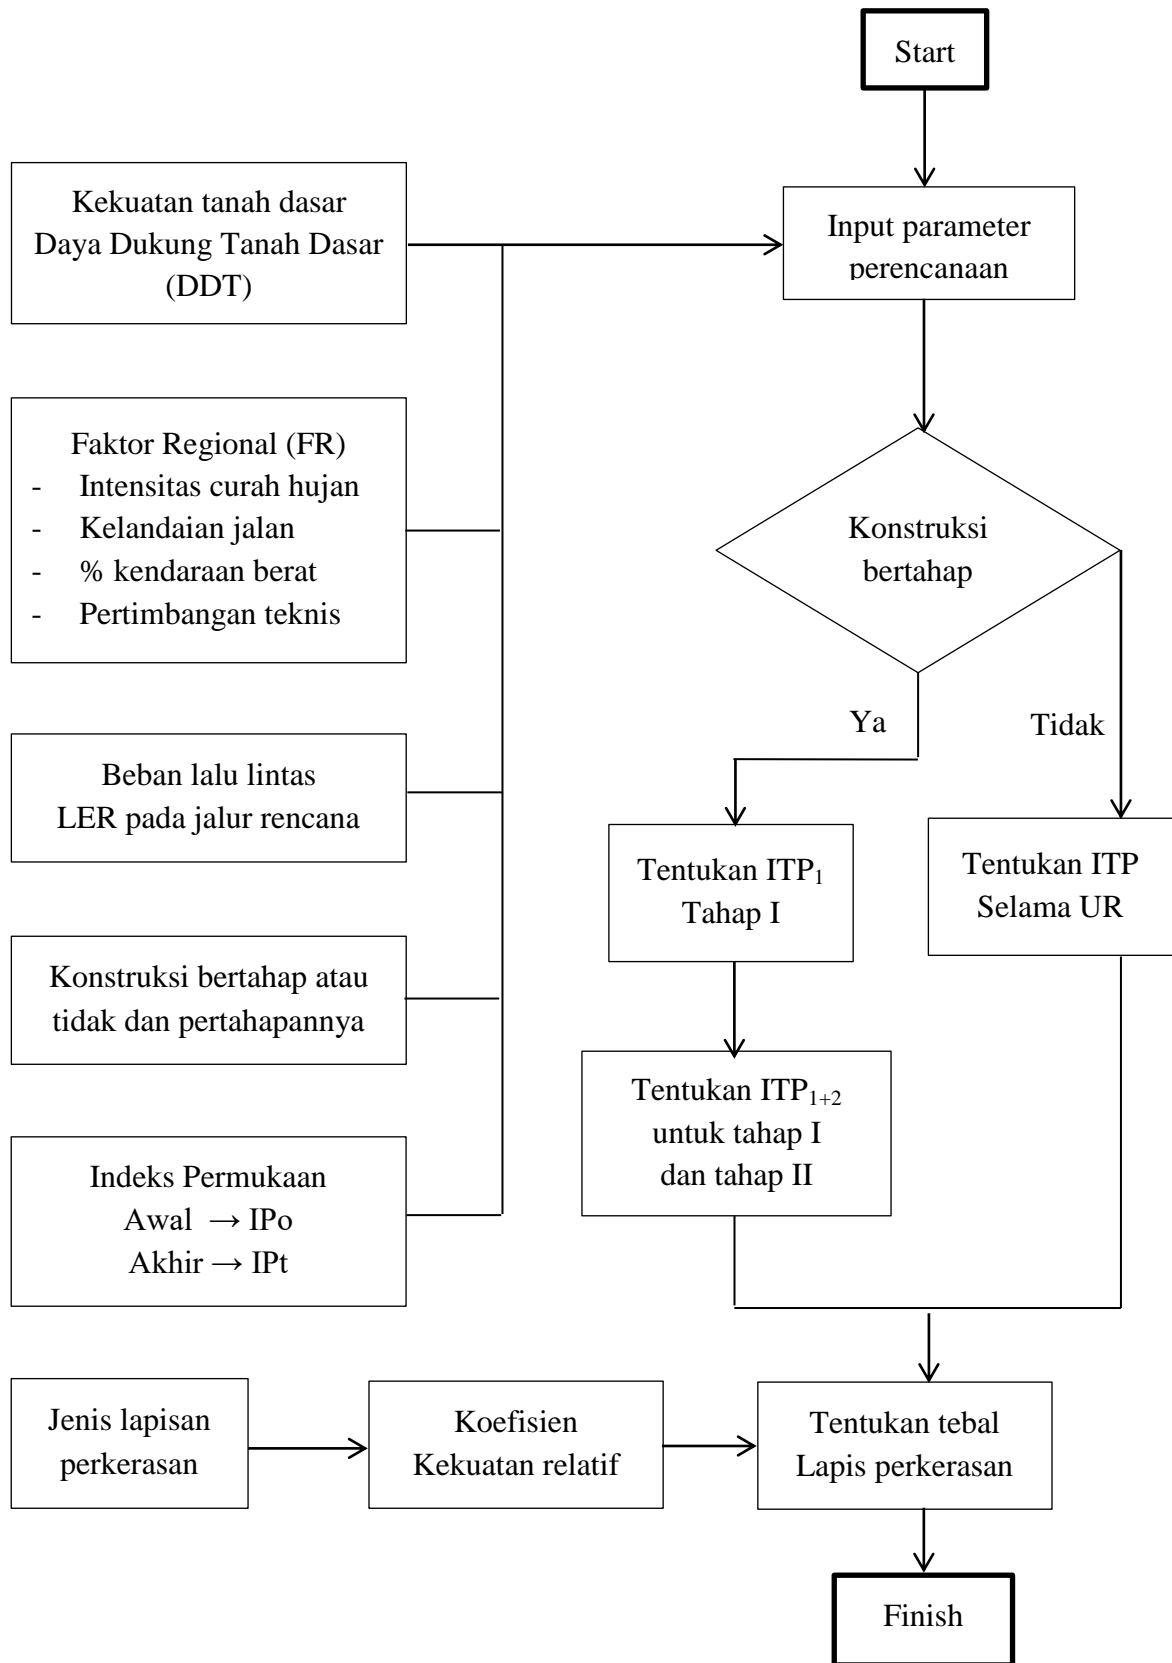 Start
Kekuatan tanah dasar
Daya Dukung Tanah Dasar
(DDT)
Input parameter
perencanaan
Faktor Regional (FR)
- Intensitas curah hujan
- Kelandaian jalan
- % kendaraan berat
- Pertimbangan teknis
Konstruksi
bertahap
Ya
Tidak
Beban lalu lintas
LER pada jalur rencana
Tentukan ITP₁
Tahap I
Tentukan ITP
Selama UR
Konstruksi bertahap atau
tidak dan pertahapannya
Tentukan ITP₁₊₂
untuk tahap I
dan tahap II
Indeks Permukaan
Awal → IPo
Akhir → IPt
Jenis lapisan
perkerasan
Koefisien
Kekuatan relatif
Tentukan tebal
Lapis perkerasan
Finish